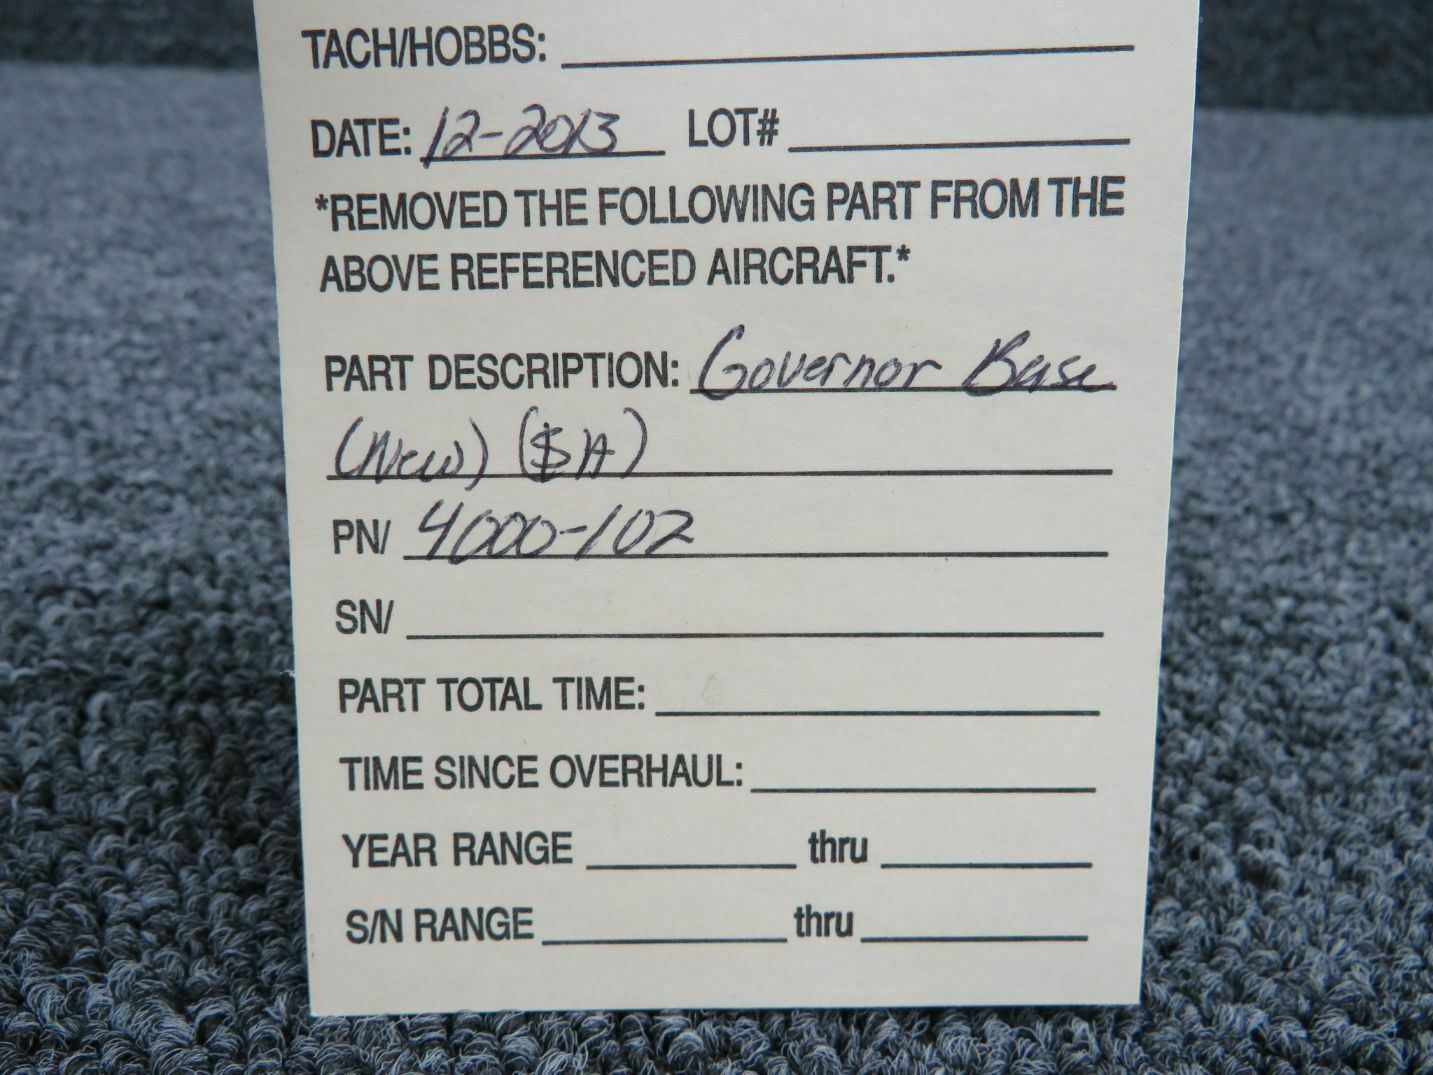 TACH/HOBBS:
DATE: 12-2013 LOT#
*REMOVED THE FOLLOWING PART FROM THE
ABOVE REFERENCED AIRCRAFT.*
PART DESCRIPTION: Governor Base
(New) ($A)
PN/ 4000-102
SN/
PART TOTAL TIME:
TIME SINCE OVERHAUL:
YEAR RANGE thru
S/N RANGE thru